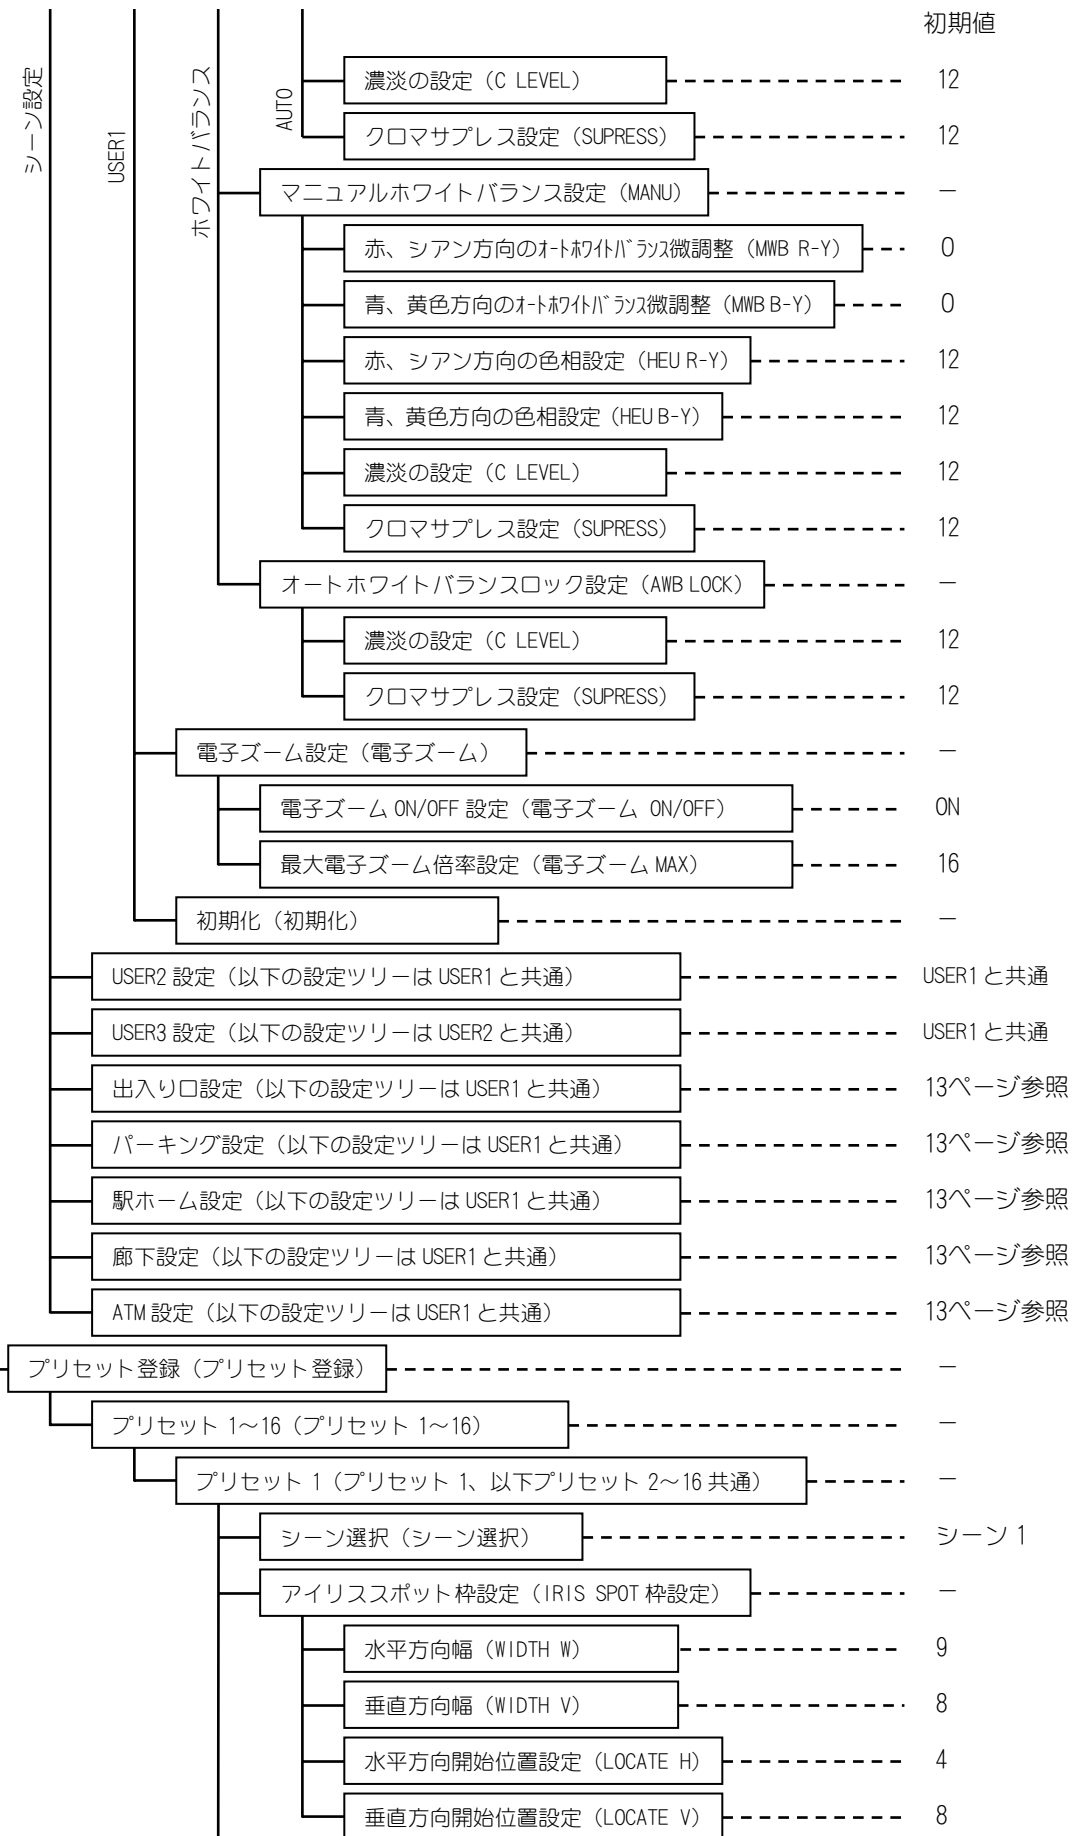 初期値
シーン設定
USER1
ホワイトバランス
AUTO
濃淡の設定（C LEVEL） 12
クロマサプレス設定（SUPRESS） 12
マニュアルホワイトバランス設定（MANU） －
赤、シアン方向のｵｰﾄﾎﾜｲﾄﾊﾞﾗﾝｽ微調整（MWB R-Y） 0
青、黄色方向のｵｰﾄﾎﾜｲﾄﾊﾞﾗﾝｽ微調整（MWB B-Y） 0
赤、シアン方向の色相設定（HEU R-Y） 12
青、黄色方向の色相設定（HEU B-Y） 12
濃淡の設定（C LEVEL） 12
クロマサプレス設定（SUPRESS） 12
オートホワイトバランスロック設定（AWB LOCK） －
濃淡の設定（C LEVEL） 12
クロマサプレス設定（SUPRESS） 12
電子ズーム設定（電子ズーム） －
電子ズーム ON/OFF 設定（電子ズーム ON/OFF） ON
最大電子ズーム倍率設定（電子ズーム MAX） 16
初期化（初期化） －
USER2 設定（以下の設定ツリーは USER1 と共通） USER1 と共通
USER3 設定（以下の設定ツリーは USER2 と共通） USER1 と共通
出入り口設定（以下の設定ツリーは USER1 と共通） 13ページ参照
パーキング設定（以下の設定ツリーは USER1 と共通） 13ページ参照
駅ホーム設定（以下の設定ツリーは USER1 と共通） 13ページ参照
廊下設定（以下の設定ツリーは USER1 と共通） 13ページ参照
ATM 設定（以下の設定ツリーは USER1 と共通） 13ページ参照
プリセット登録（プリセット登録） －
プリセット 1～16（プリセット 1～16） －
プリセット 1（プリセット 1、以下プリセット 2～16 共通） －
シーン選択（シーン選択） シーン 1
アイリススポット枠設定（IRIS SPOT 枠設定） －
水平方向幅（WIDTH W） 9
垂直方向幅（WIDTH V） 8
水平方向開始位置設定（LOCATE H） 4
垂直方向開始位置設定（LOCATE V） 8